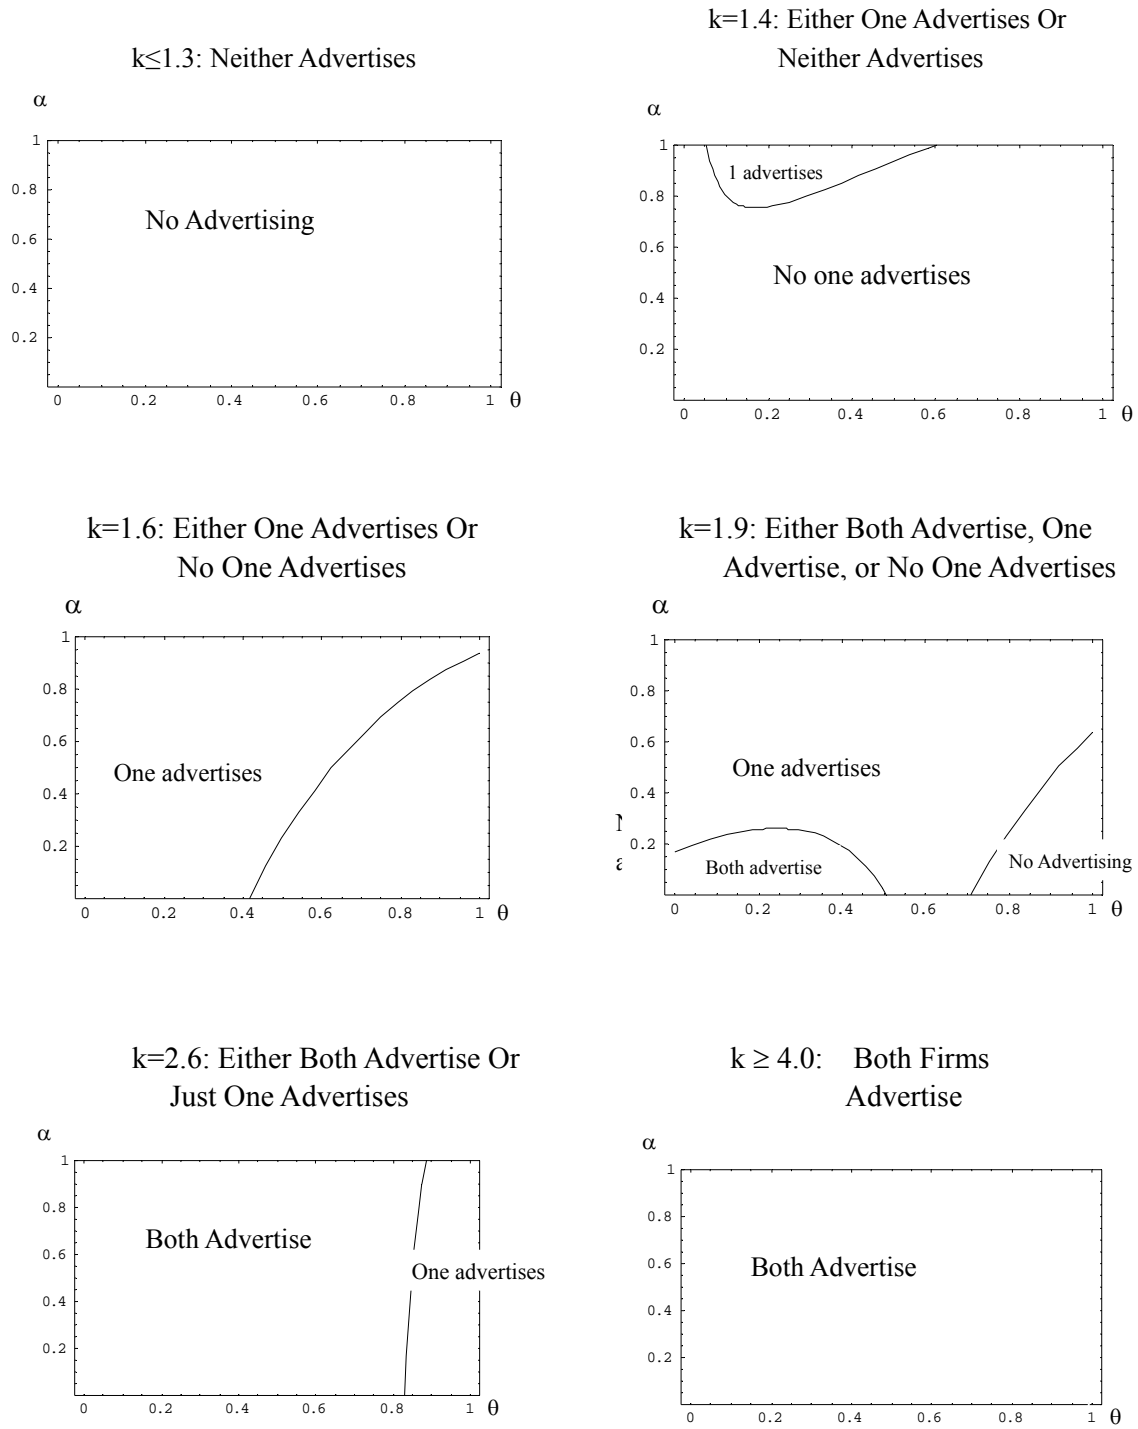 k≤1.3: Neither Advertises
α
1
0.8
0.6
0.4
0.2
No Advertising
0 0.2 0.4 0.6 0.8 1 θ
k=1.4: Either One Advertises Or
Neither Advertises
α
1
0.8
0.6
0.4
0.2
1 advertises
No one advertises
0 0.2 0.4 0.6 0.8 1 θ
k=1.6: Either One Advertises Or
No One Advertises
α
1
0.8
0.6
0.4
0.2
One advertises
0 0.2 0.4 0.6 0.8 1 θ
k=1.9: Either Both Advertise, One
Advertise, or No One Advertises
α
1
0.8
0.6
0.4
0.2
One advertises
Both advertise
No Advertising
0 0.2 0.4 0.6 0.8 1 θ
k=2.6: Either Both Advertise Or
Just One Advertises
α
1
0.8
0.6
0.4
0.2
Both Advertise
One advertises
0 0.2 0.4 0.6 0.8 1 θ
k ≥ 4.0: Both Firms
Advertise
α
1
0.8
0.6
0.4
0.2
Both Advertise
0 0.2 0.4 0.6 0.8 1 θ